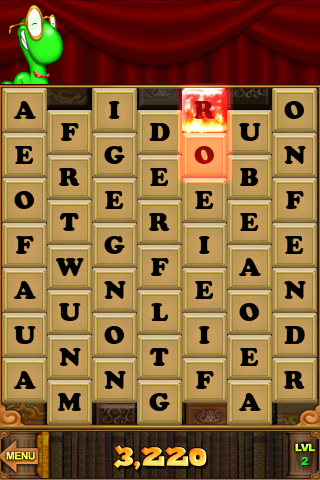 A I R O
F D U
E G O N
R E B
O E E F
T R E
F G I E
W F A
A N E N
U L O
U O I D
N T E
A N F R
M G A
MENU 3,220 LVL 2